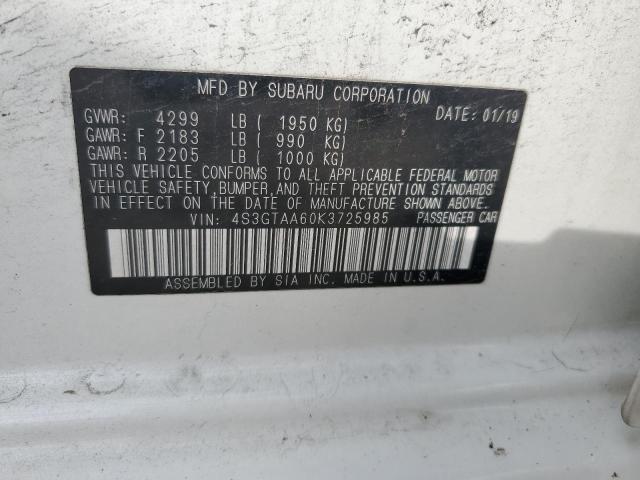 MFD BY SUBARU CORPORATION
GVWR: 4299 LB ( 1950 KG) DATE: 01/19
GAWR: F 2183 LB ( 990 KG)
GAWR: R 2205 LB ( 1000 KG)
THIS VEHICLE CONFORMS TO ALL APPLICABLE FEDERAL MOTOR
VEHICLE SAFETY, BUMPER, AND THEFT PREVENTION STANDARDS
IN EFFECT ON THE DATE OF MANUFACTURE SHOWN ABOVE.
VIN: 4S3GTAA60K3725985 PASSENGER CAR
ASSEMBLED BY SIA INC. MADE IN U.S.A.